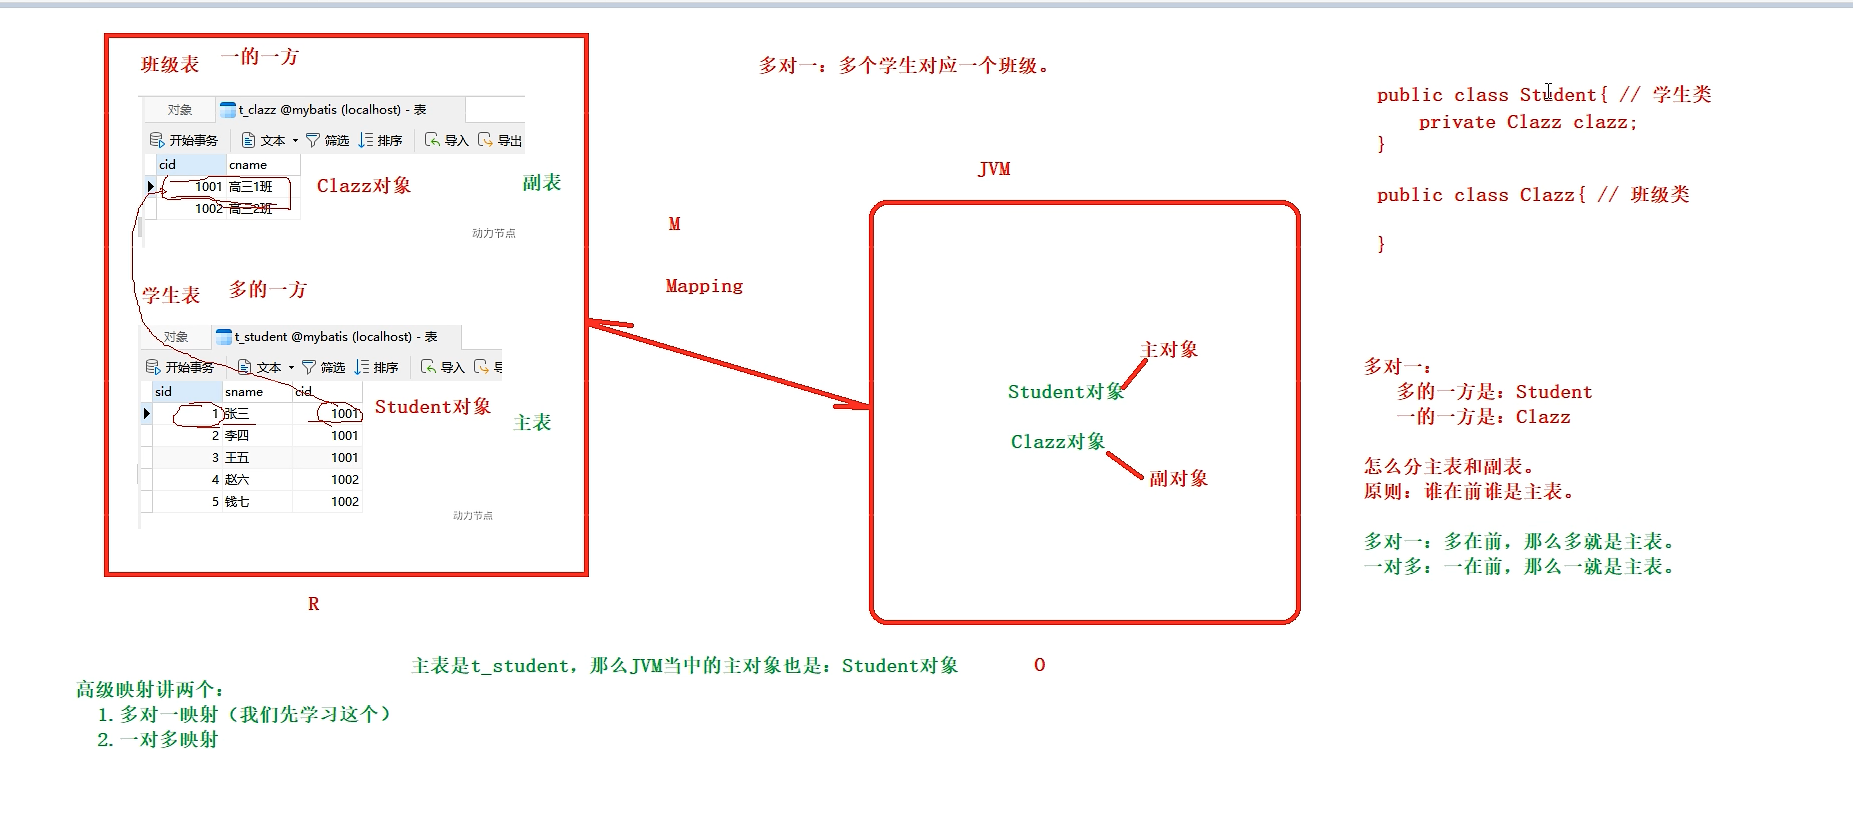 班级表 一的一方
对象 t_clazz @mybatis (localhost) - 表
开始事务 文本 筛选 排序 导入 导出
cid cname
1001 高三1班
1002 高三2班
Clazz对象
副表
动力节点
学生表 多的一方
对象 t_student @mybatis (localhost) - 表
开始事务 文本 筛选 排序 导入
sid sname cid
1 张三 1001
2 李四 1001
3 王五 1001
4 赵六 1002
5 钱七 1002
Student对象
主表
动力节点
R
多对一：多个学生对应一个班级。
M
Mapping
JVM
主对象
Student对象
Clazz对象
副对象
O
public class Student{ // 学生类
private Clazz clazz;
}
public class Clazz{ // 班级类
}
多对一：
多的一方是：Student
一的一方是：Clazz
怎么分主表和副表。
原则：谁在前谁是主表。
多对一：多在前，那么多就是主表。
一对多：一在前，那么一就是主表。
主表是t_student，那么JVM当中的主对象也是：Student对象
高级映射讲两个：
1.多对一映射（我们先学习这个）
2.一对多映射